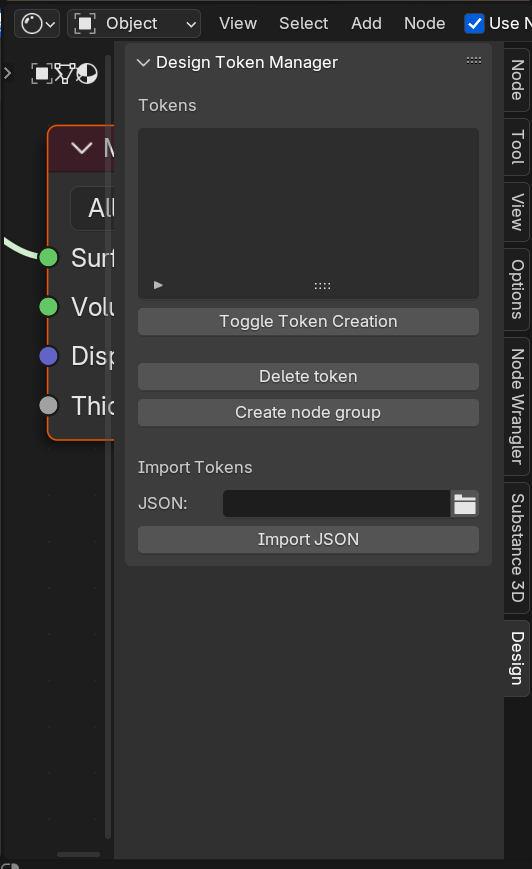 Object View Select Add Node Use N
Design Token Manager
Tokens
M
All
Surf
Volu
Disp
Thic
Toggle Token Creation
Delete token
Create node group
Import Tokens
JSON:
Import JSON
Node
Tool
View
Options
Node Wrangler
Substance 3D
Design